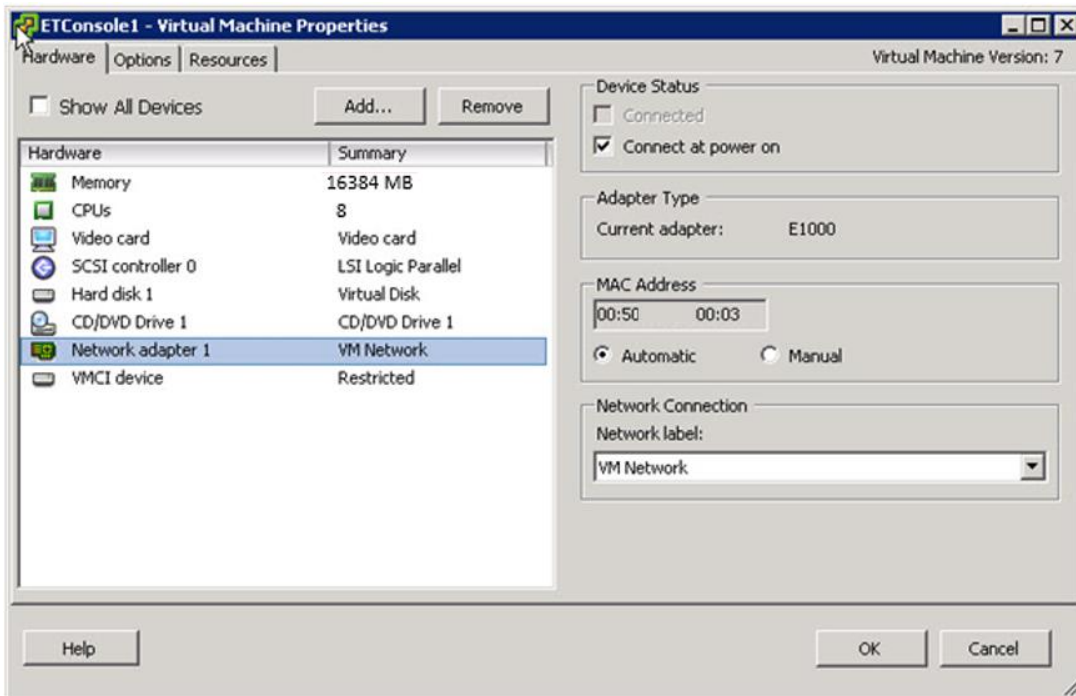 ETConsole1 - Virtual Machine Properties
Hardware Options Resources Virtual Machine Version: 7
Show All Devices Add... Remove
Hardware Summary
Memory 16384 MB
CPUs 8
Video card Video card
SCSI controller 0 LSI Logic Parallel
Hard disk 1 Virtual Disk
CD/DVD Drive 1 CD/DVD Drive 1
Network adapter 1 VM Network
VMCI device Restricted
Device Status
Connected
Connect at power on
Adapter Type
Current adapter: E1000
MAC Address
00:50 00:03
Automatic Manual
Network Connection
Network label:
VM Network
Help OK Cancel